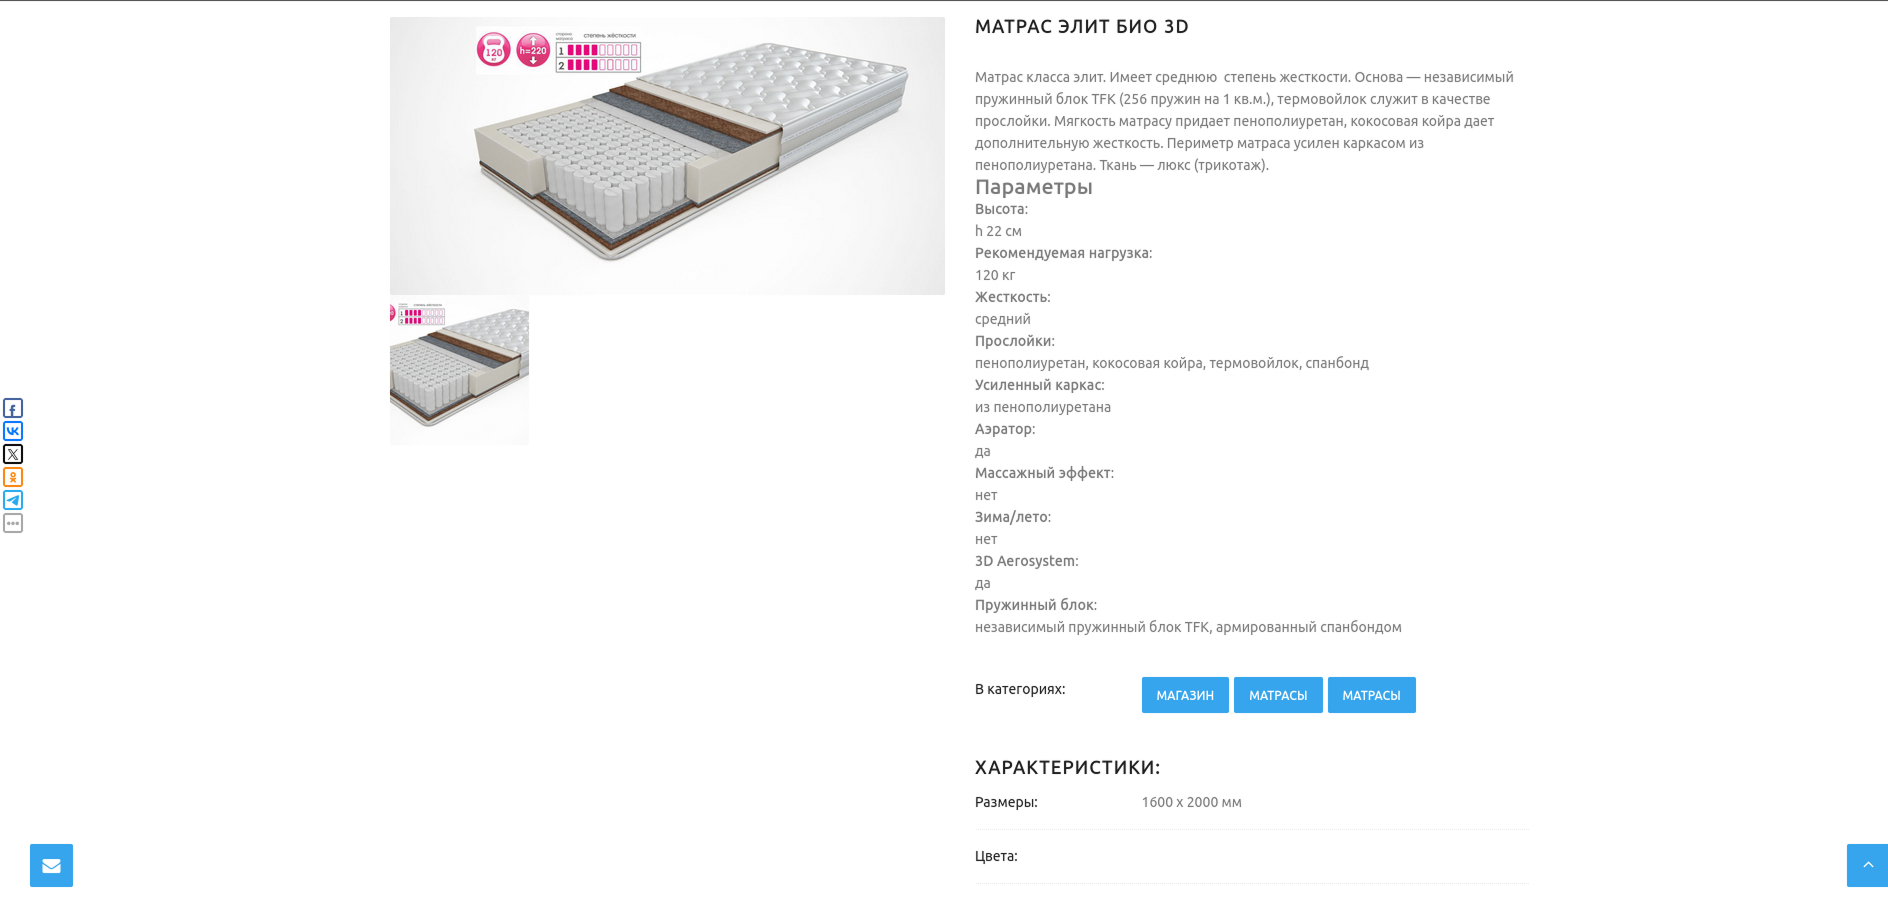 120
кг
h=220
сторона
матраса
степень жёсткости
1
2
МАТРАС ЭЛИТ БИО 3D
Матрас класса элит. Имеет среднюю  степень жесткости. Основа — независимый
пружинный блок TFK (256 пружин на 1 кв.м.), термовойлок служит в качестве
прослойки. Мягкость матрасу придает пенополиуретан, кокосовая койра дает
дополнительную жесткость. Периметр матраса усилен каркасом из
пенополиуретана. Ткань — люкс (трикотаж).
Параметры
Высота:
h 22 см
Рекомендуемая нагрузка:
120 кг
Жесткость:
средний
Прослойки:
пенополиуретан, кокосовая койра, термовойлок, спанбонд
Усиленный каркас:
из пенополиуретана
Аэратор:
да
Массажный эффект:
нет
Зима/лето:
нет
3D Aerosystem:
да
Пружинный блок:
независимый пружинный блок TFK, армированный спанбондом
В категориях:
МАГАЗИН
МАТРАСЫ
МАТРАСЫ
ХАРАКТЕРИСТИКИ:
Размеры:
1600 x 2000 мм
Цвета: